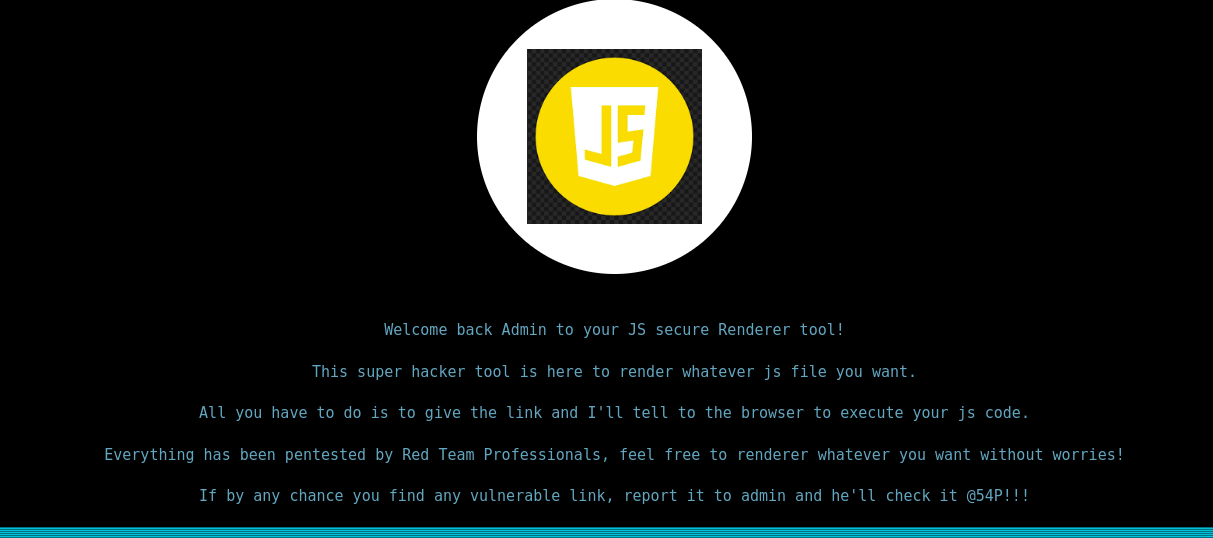 JS
Welcome back Admin to your JS secure Renderer tool!
This super hacker tool is here to render whatever js file you want.
All you have to do is to give the link and I'll tell to the browser to execute your js code.
Everything has been pentested by Red Team Professionals, feel free to renderer whatever you want without worries!
If by any chance you find any vulnerable link, report it to admin and he'll check it @54P!!!